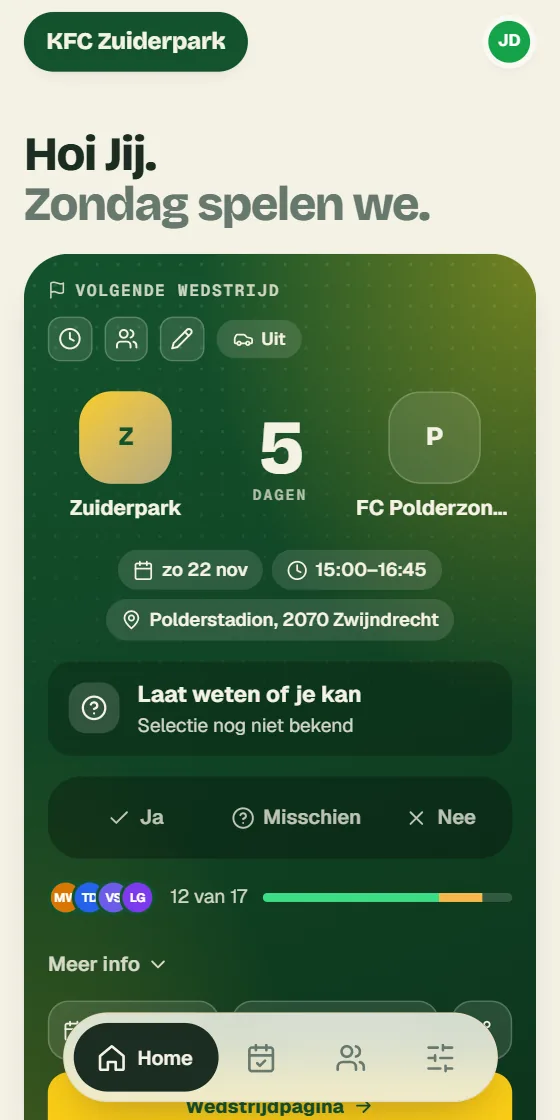 KFC Zuiderpark
JD
Hoi Jij.
Zondag spelen we.
VOLGENDE WEDSTRIJD
Uit
Z
5
P
DAGEN
Zuiderpark
FC Polderzon...
zo 22 nov
15:00–16:45
Polderstadion, 2070 Zwijndrecht
Laat weten of je kan
Selectie nog niet bekend
Ja
Misschien
Nee
MV TD VS LG
12 van 17
Meer info
Home
Wedstrijdpagina →